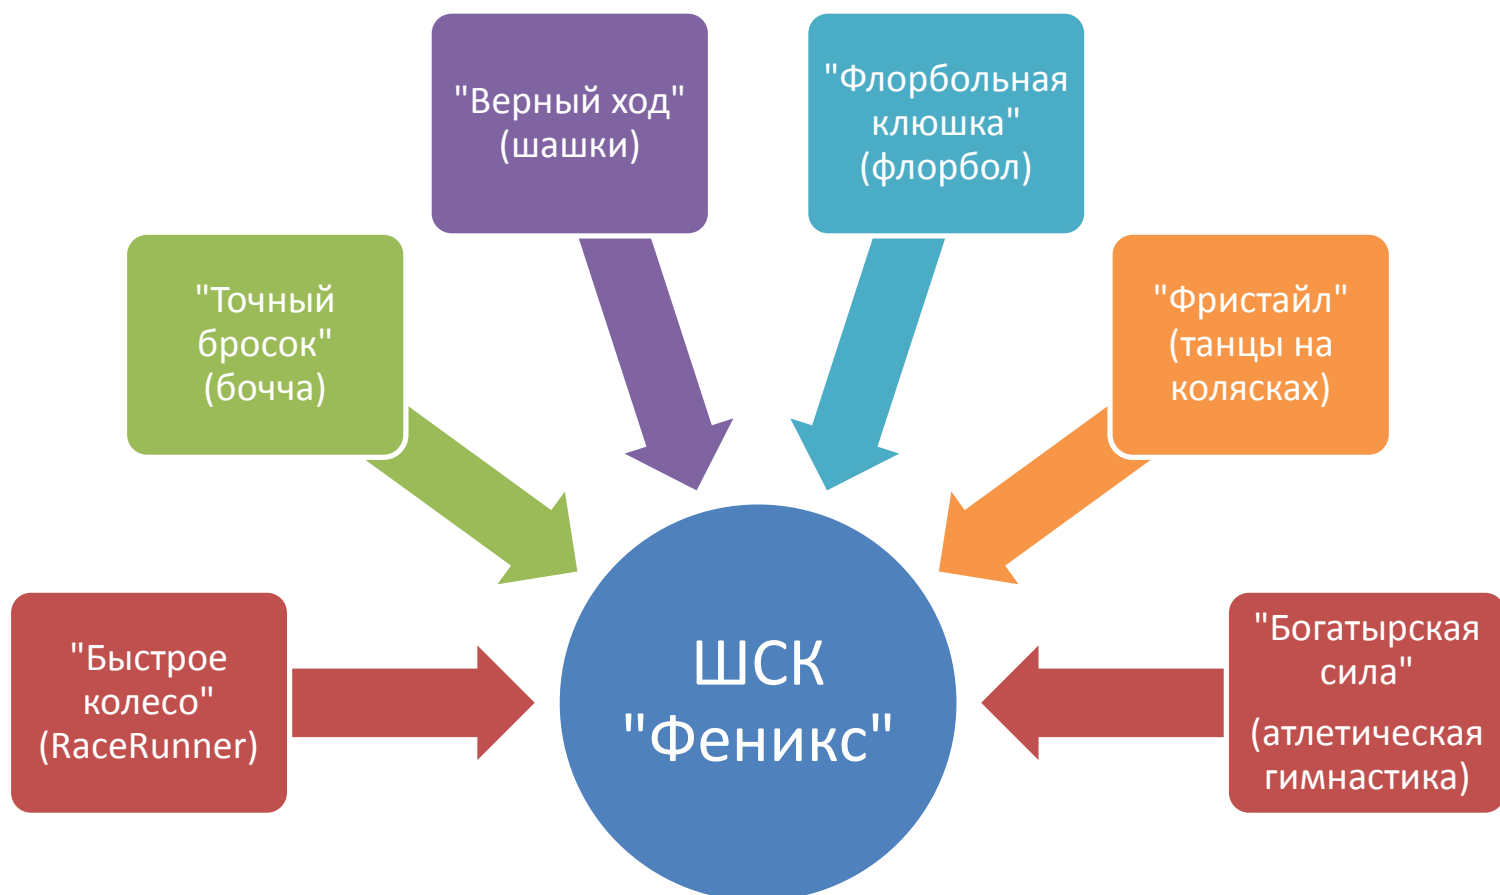 "Верный ход"
(шашки)
"Флорбольная
клюшка"
(флорбол)
"Точный
бросок"
(бочча)
"Фристайл"
(танцы на
колясках)
"Быстрое
колесо"
(RaceRunner)
ШСК
"Феникс"
"Богатырская
сила"
(атлетическая
гимнастика)